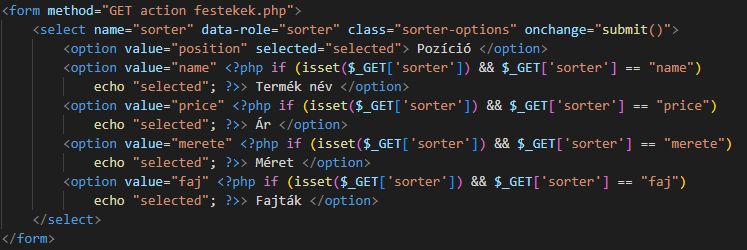 <form method="GET action festekek.php">
<select name="sorter" data-role="sorter" class="sorter-options" onchange="submit()">
<option value="position" selected="selected"> Pozíció </option>
<option value="name" <?php if (isset($_GET['sorter']) && $_GET['sorter'] == "name")
echo "selected"; ?>> Termék név </option>
<option value="price" <?php if (isset($_GET['sorter']) && $_GET['sorter'] == "price")
echo "selected"; ?>> Ár </option>
<option value="merete" <?php if (isset($_GET['sorter']) && $_GET['sorter'] == "merete")
echo "selected"; ?>> Méret </option>
<option value="faj" <?php if (isset($_GET['sorter']) && $_GET['sorter'] == "faj")
echo "selected"; ?>> Fajták </option>
</select>
</form>